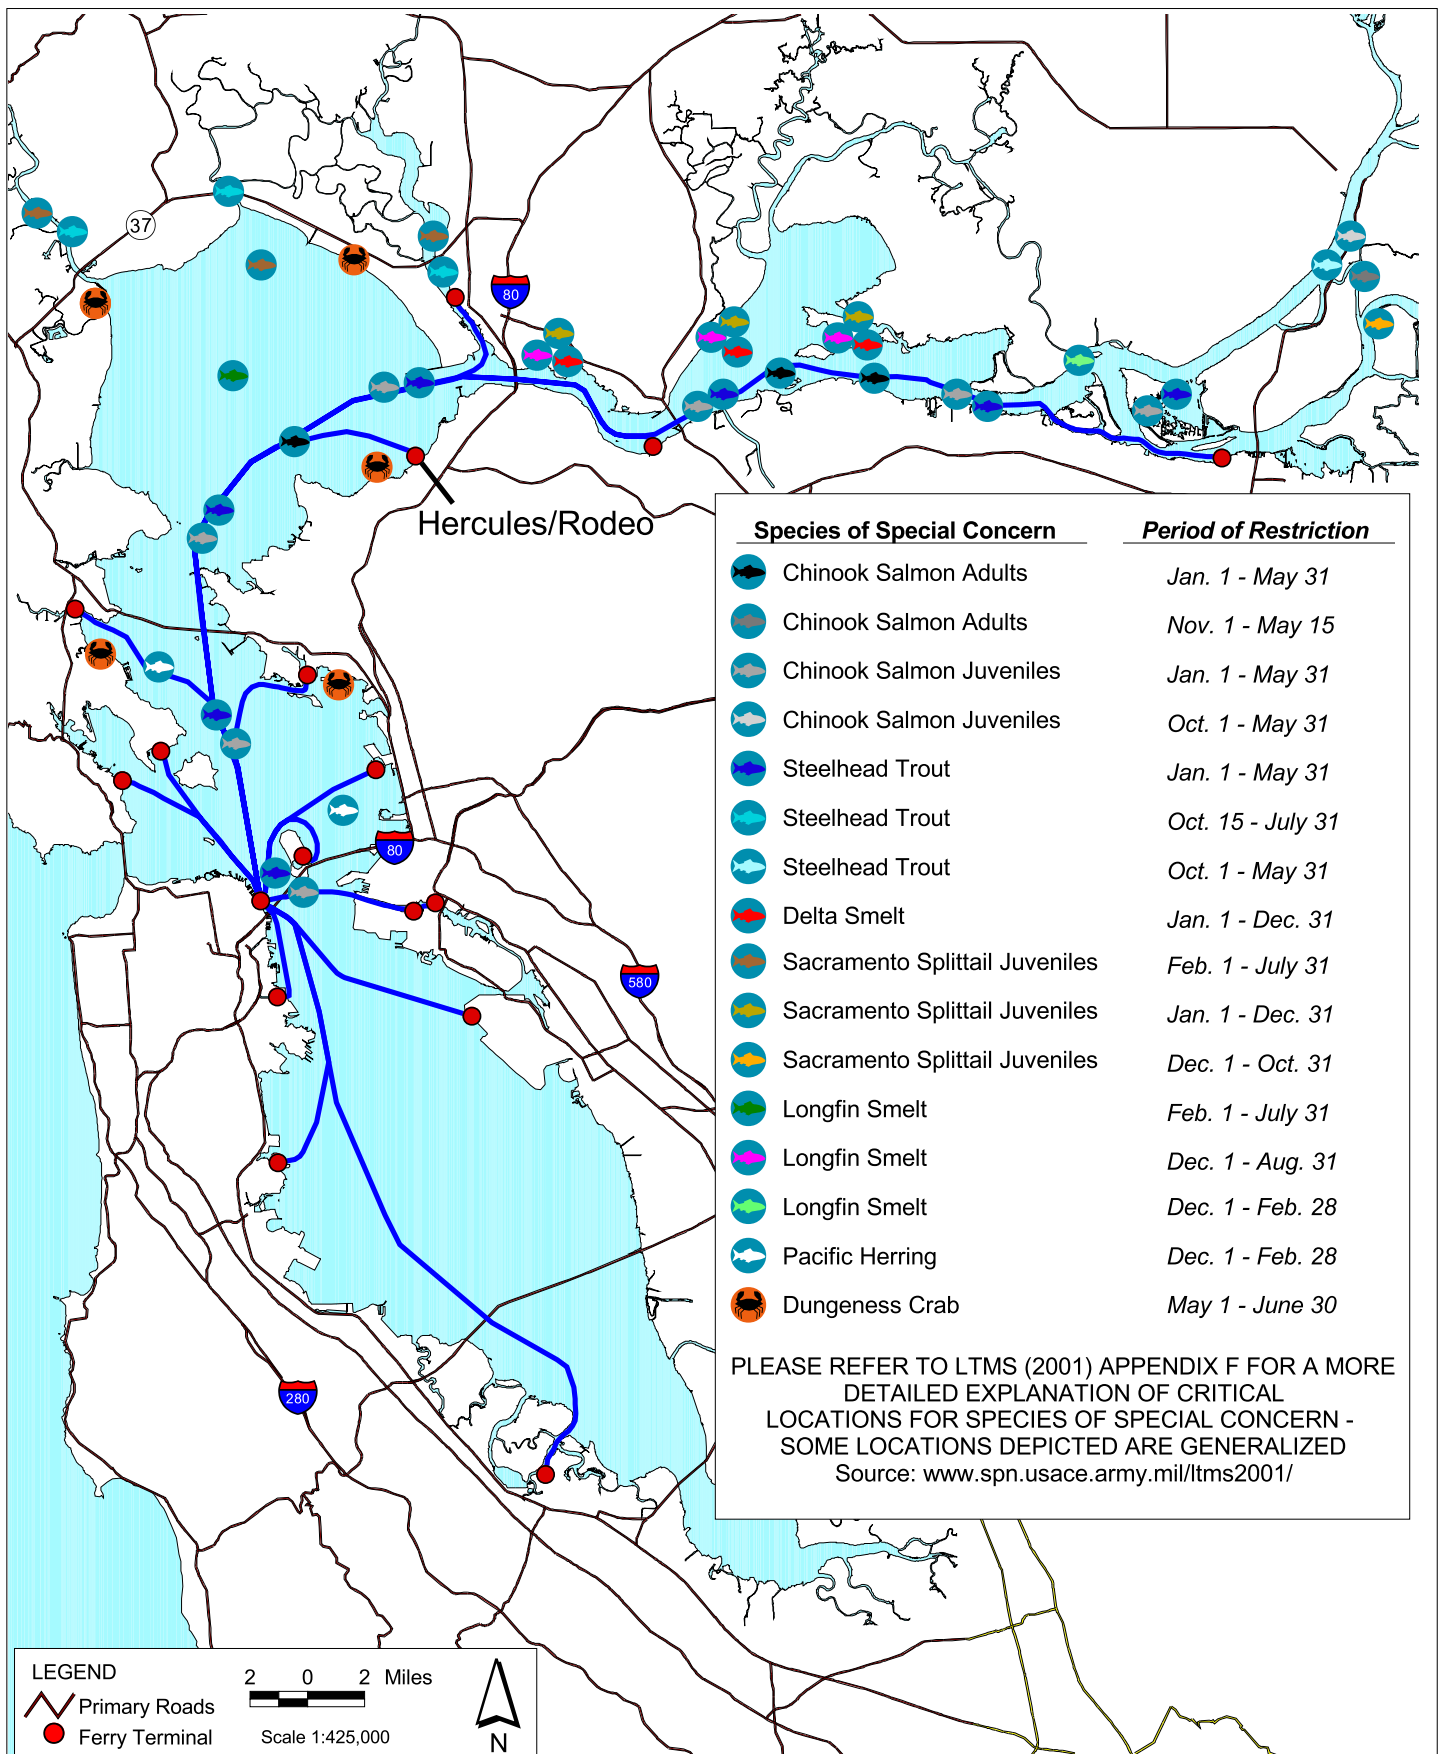 37
80
Hercules/Rodeo
80
580
280
Species of Special Concern Period of Restriction
Chinook Salmon Adults Jan. 1 - May 31
Chinook Salmon Adults Nov. 1 - May 15
Chinook Salmon Juveniles Jan. 1 - May 31
Chinook Salmon Juveniles Oct. 1 - May 31
Steelhead Trout Jan. 1 - May 31
Steelhead Trout Oct. 15 - July 31
Steelhead Trout Oct. 1 - May 31
Delta Smelt Jan. 1 - Dec. 31
Sacramento Splittail Juveniles Feb. 1 - July 31
Sacramento Splittail Juveniles Jan. 1 - Dec. 31
Sacramento Splittail Juveniles Dec. 1 - Oct. 31
Longfin Smelt Feb. 1 - July 31
Longfin Smelt Dec. 1 - Aug. 31
Longfin Smelt Dec. 1 - Feb. 28
Pacific Herring Dec. 1 - Feb. 28
Dungeness Crab May 1 - June 30
PLEASE REFER TO LTMS (2001) APPENDIX F FOR A MORE
DETAILED EXPLANATION OF CRITICAL
LOCATIONS FOR SPECIES OF SPECIAL CONCERN -
SOME LOCATIONS DEPICTED ARE GENERALIZED
Source: www.spn.usace.army.mil/ltms2001/
LEGEND
Primary Roads
Ferry Terminal
2 0 2 Miles
Scale 1:425,000
N